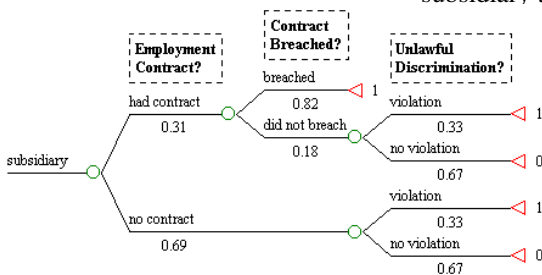 subsidiary,
Employment
Contract?
Contract
Breached?
Unlawful
Discrimination?
breached
1
0.82
had contract
0.31
did not breach
0.18
violation
1
0.33
no violation
0
0.67
subsidiary
no contract
0.69
violation
1
0.33
no violation
0
0.67